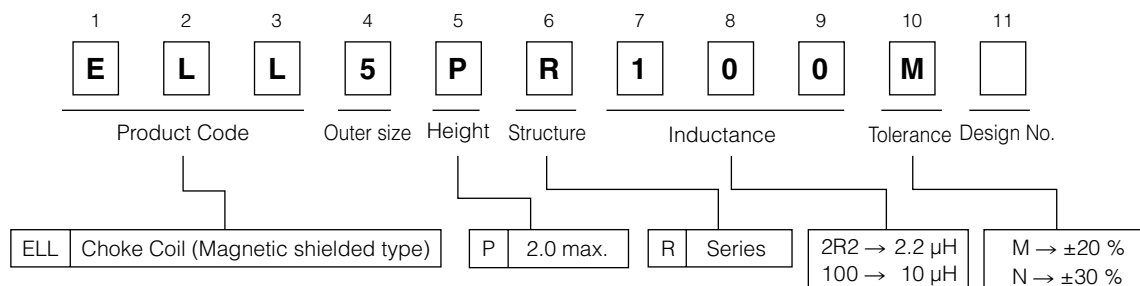 1 2 3 4 5 6 7 8 9 10 11
E L L 5 P R 1 0 0 M
Product Code Outer size Height Structure Inductance Tolerance Design No.
ELL Choke Coil (Magnetic shielded type) P 2.0 max. R Series 2R2 → 2.2 µH M → ±20 %
100 → 10 µH N → ±30 %